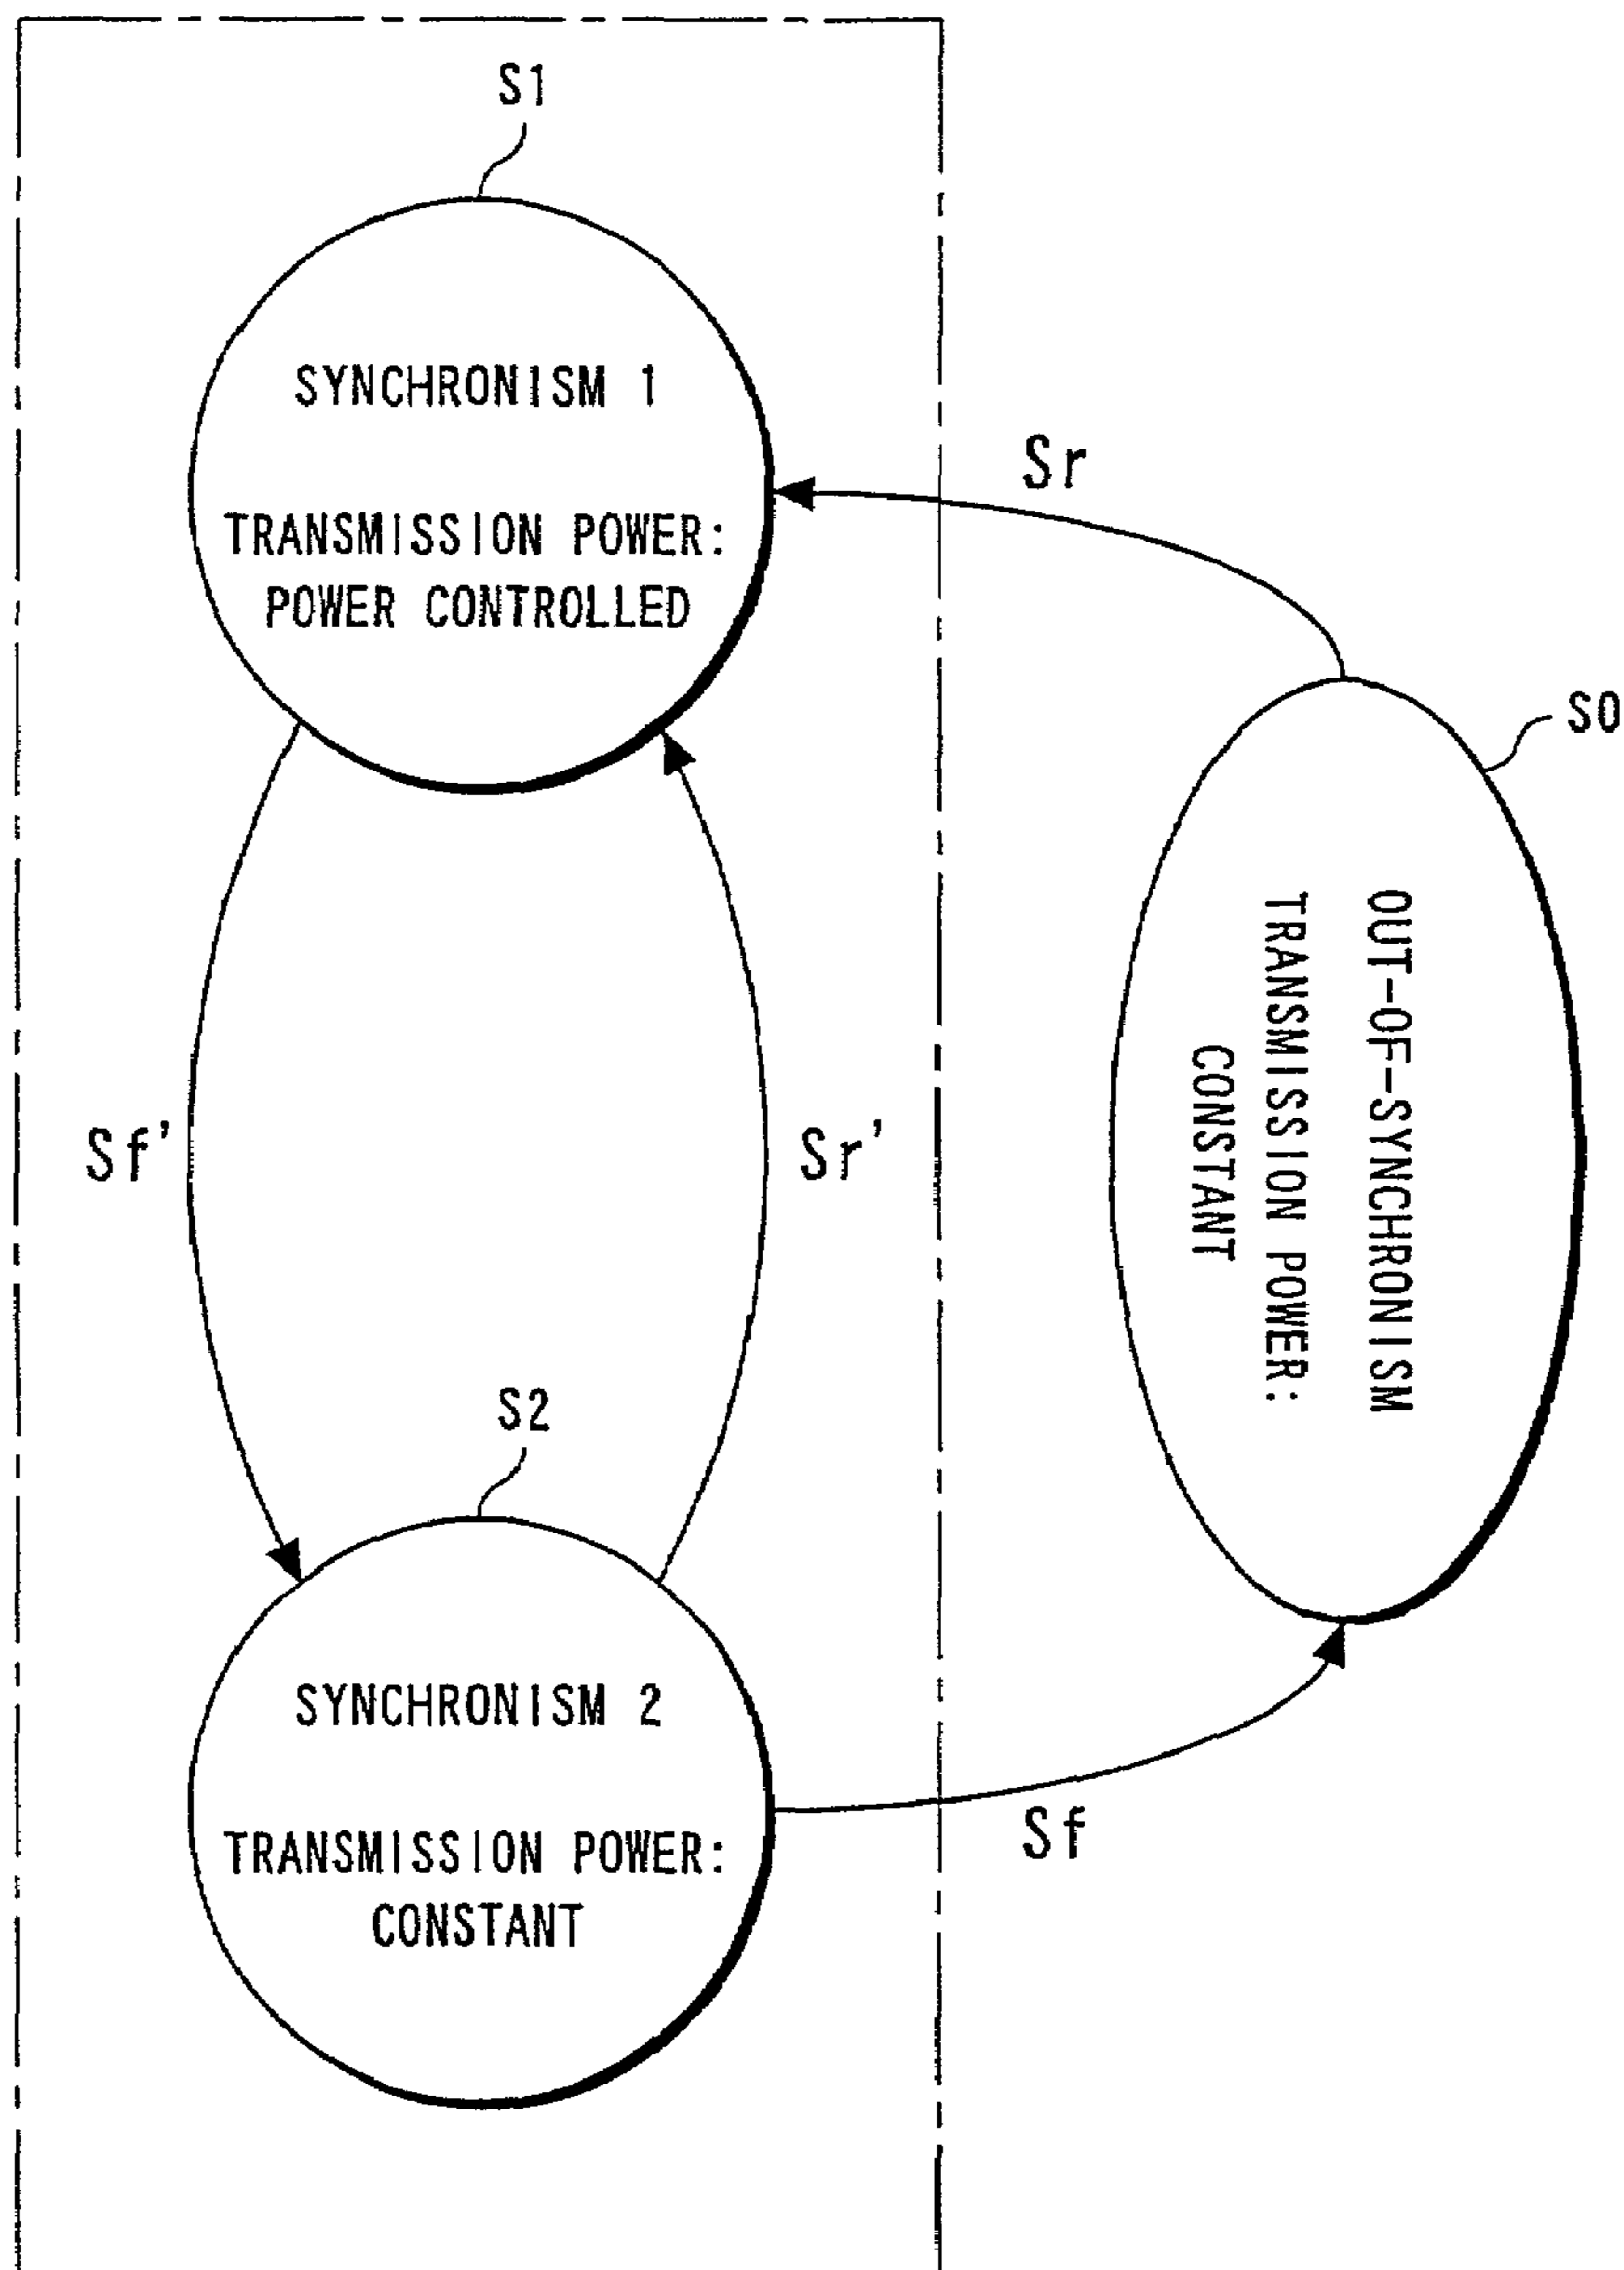 S1
SYNCHRONISM 1
TRANSMISSION POWER:
POWER CONTROLLED
Sr
S0
OUT-OF-SYNCHRONISM
TRANSMISSION POWER:
CONSTANT
Sf'
Sr'
S2
SYNCHRONISM 2
TRANSMISSION POWER:
CONSTANT
Sf